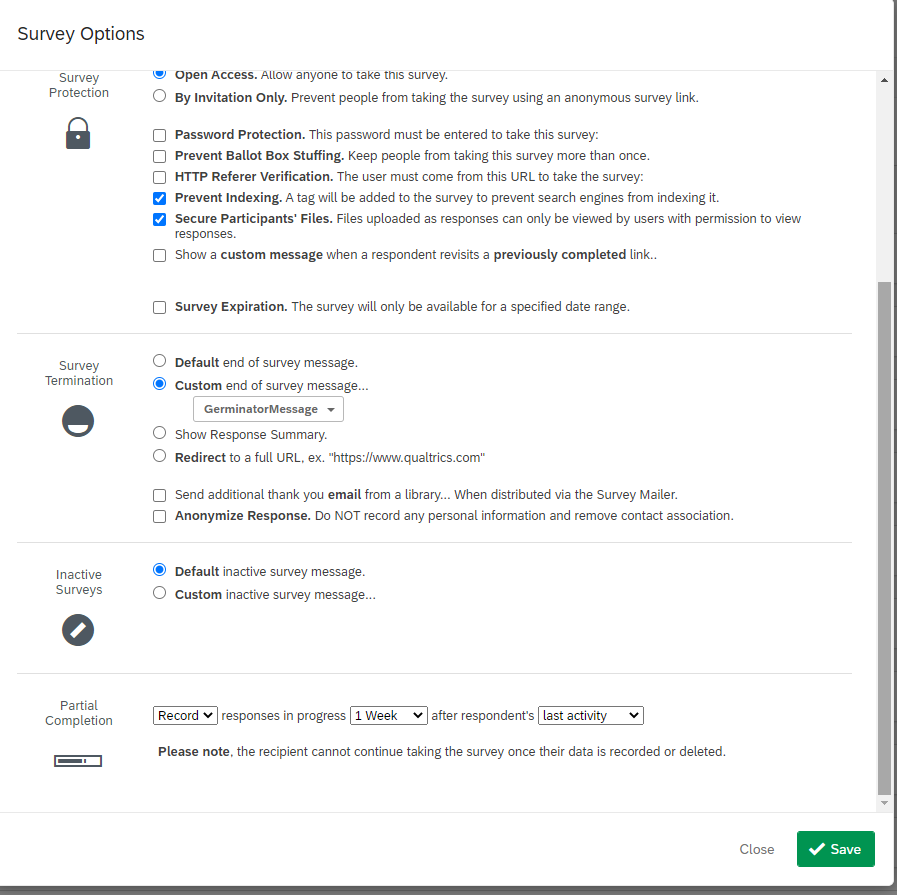 Survey Options
Survey
Protection
Open Access. Allow anyone to take this survey.
By Invitation Only. Prevent people from taking the survey using an anonymous survey link.
Password Protection. This password must be entered to take this survey:
Prevent Ballot Box Stuffing. Keep people from taking this survey more than once.
HTTP Referer Verification. The user must come from this URL to take the survey:
Prevent Indexing. A tag will be added to the survey to prevent search engines from indexing it.
Secure Participants' Files. Files uploaded as responses can only be viewed by users with permission to view
responses.
Show a custom message when a respondent revisits a previously completed link..
Survey Expiration. The survey will only be available for a specified date range.
Survey
Termination
Default end of survey message.
Custom end of survey message...
GerminatorMessage
Show Response Summary.
Redirect to a full URL, ex. "https://www.qualtrics.com"
Send additional thank you email from a library... When distributed via the Survey Mailer.
Anonymize Response. Do NOT record any personal information and remove contact association.
Inactive
Surveys
Default inactive survey message.
Custom inactive survey message...
Partial
Completion
Record responses in progress 1 Week after respondent's last activity
Please note, the recipient cannot continue taking the survey once their data is recorded or deleted.
Close Save